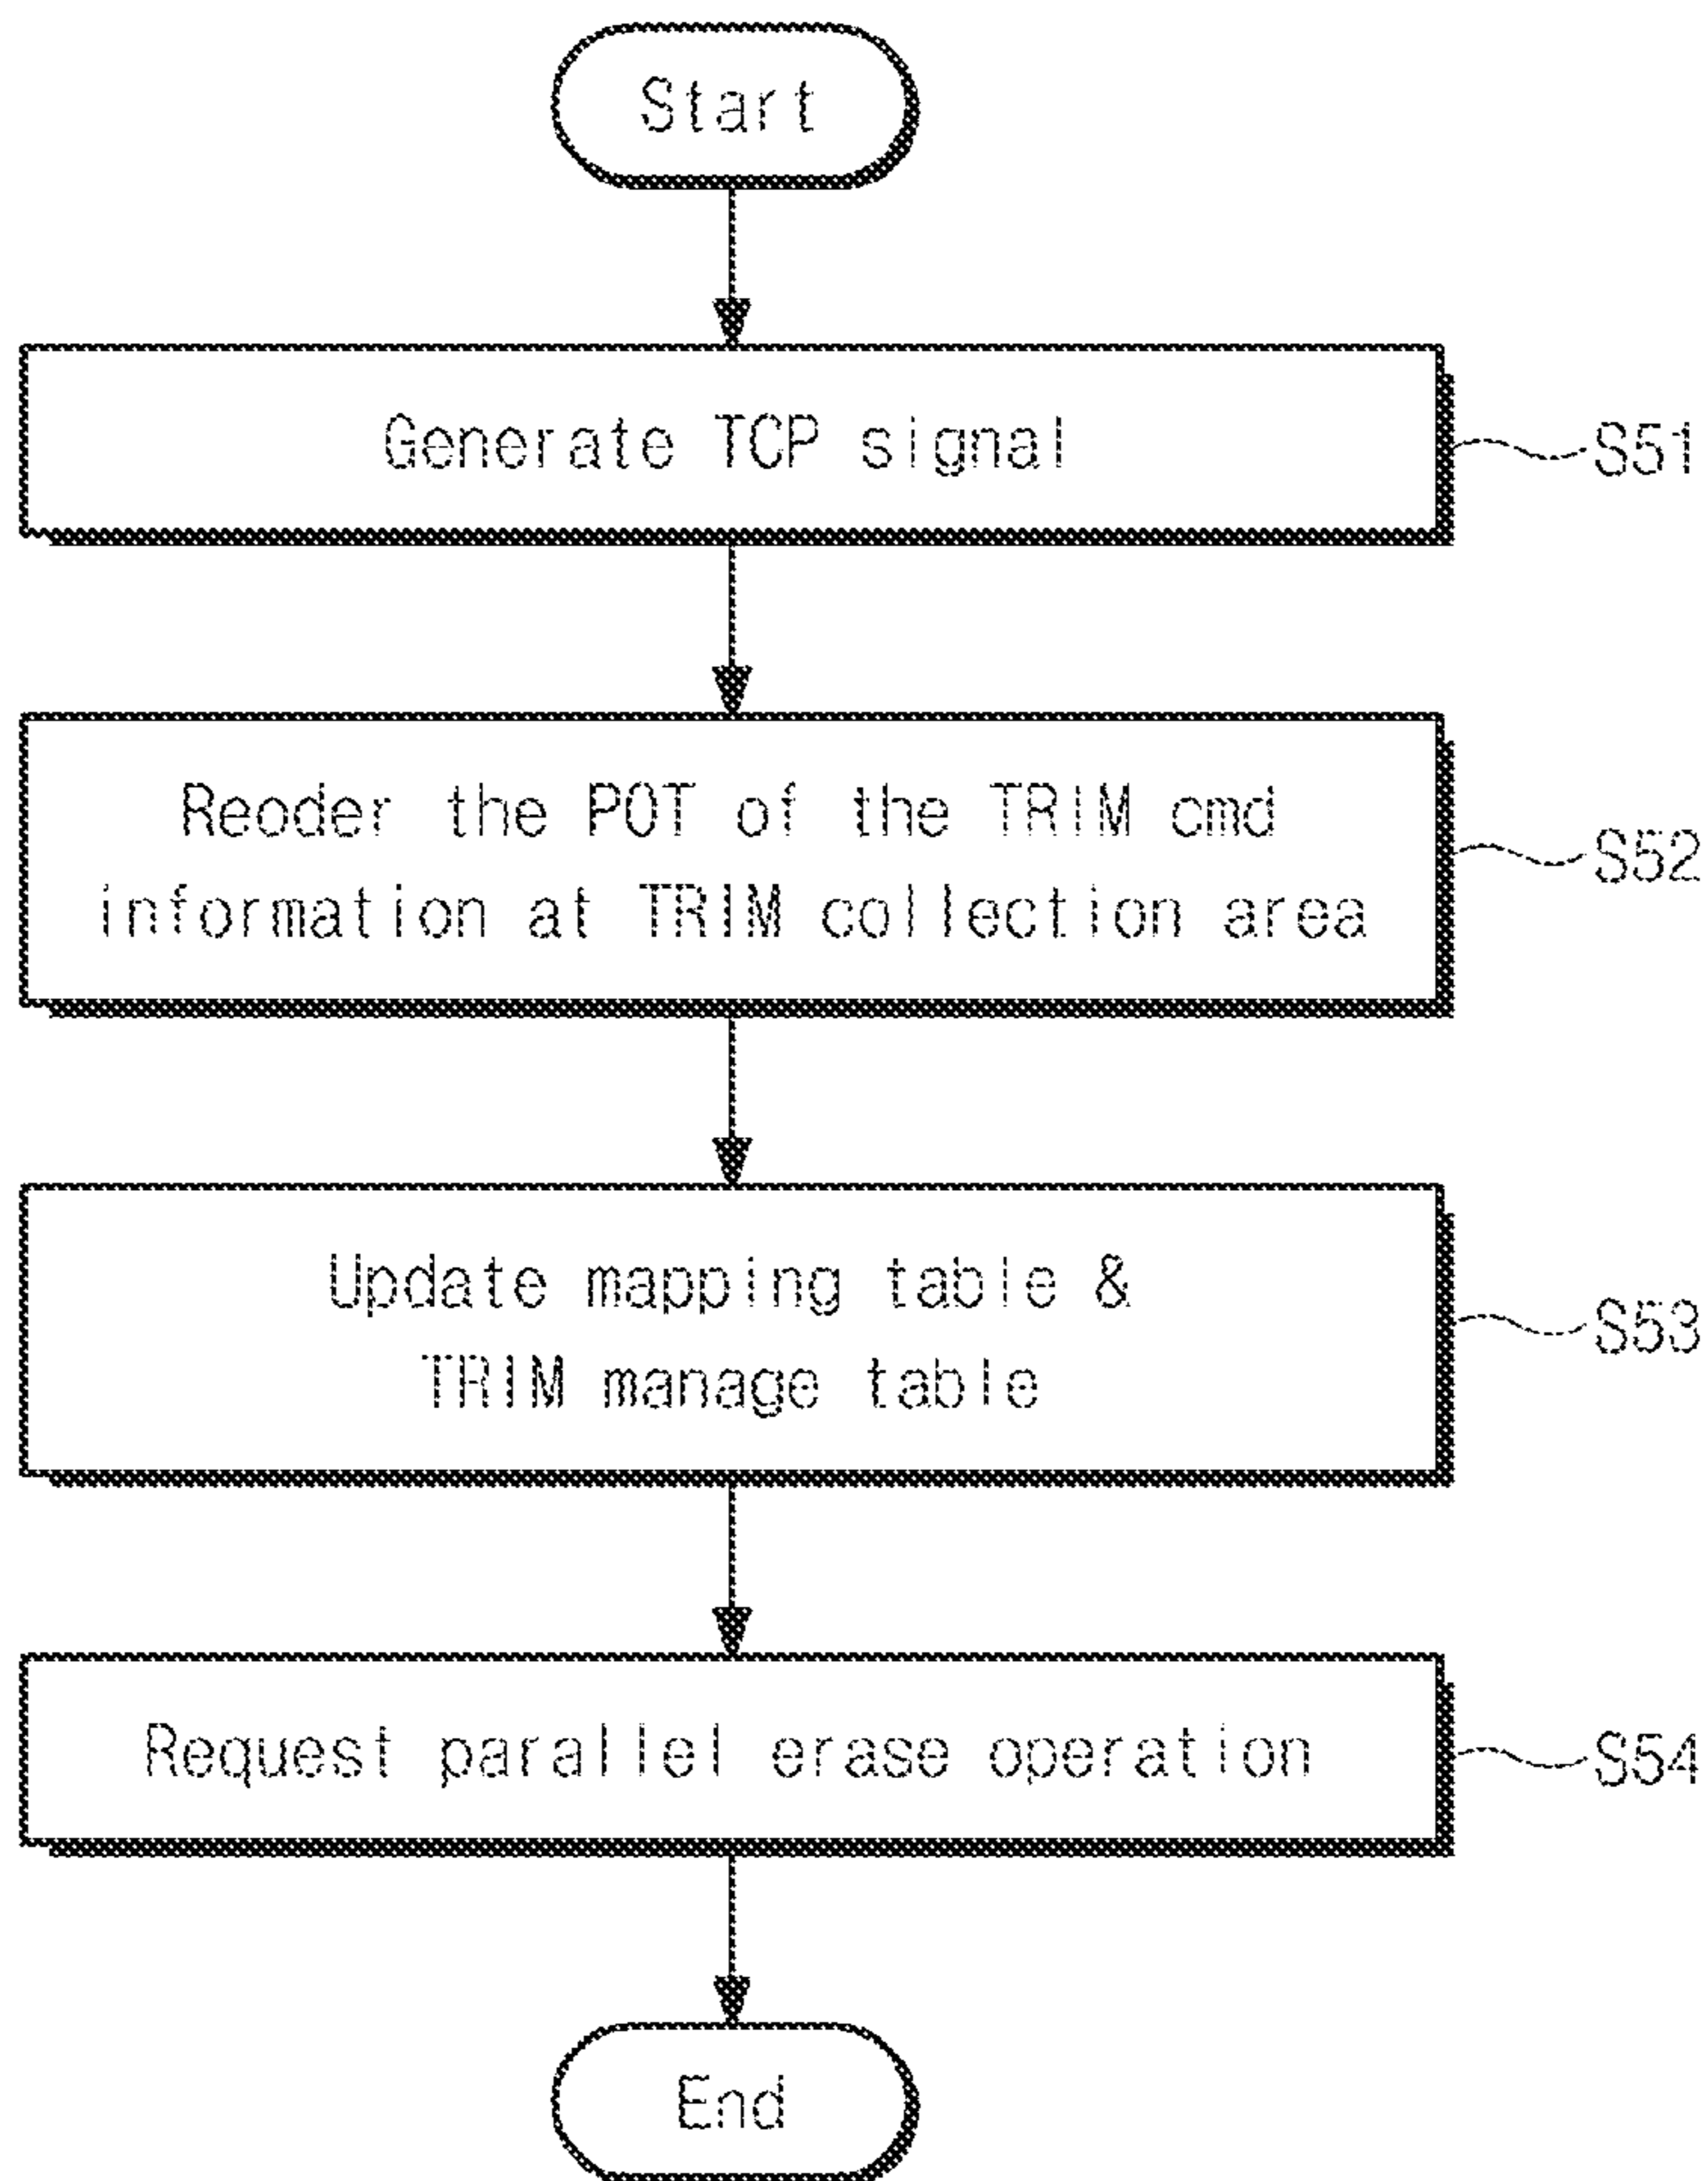 Start
Generate TCP signal
S51
Reoder the POT of the TRIM cmd
information at TRIM collection area
S52
Update mapping table &
TRIM manage table
S53
Request parallel erase operation
S54
End